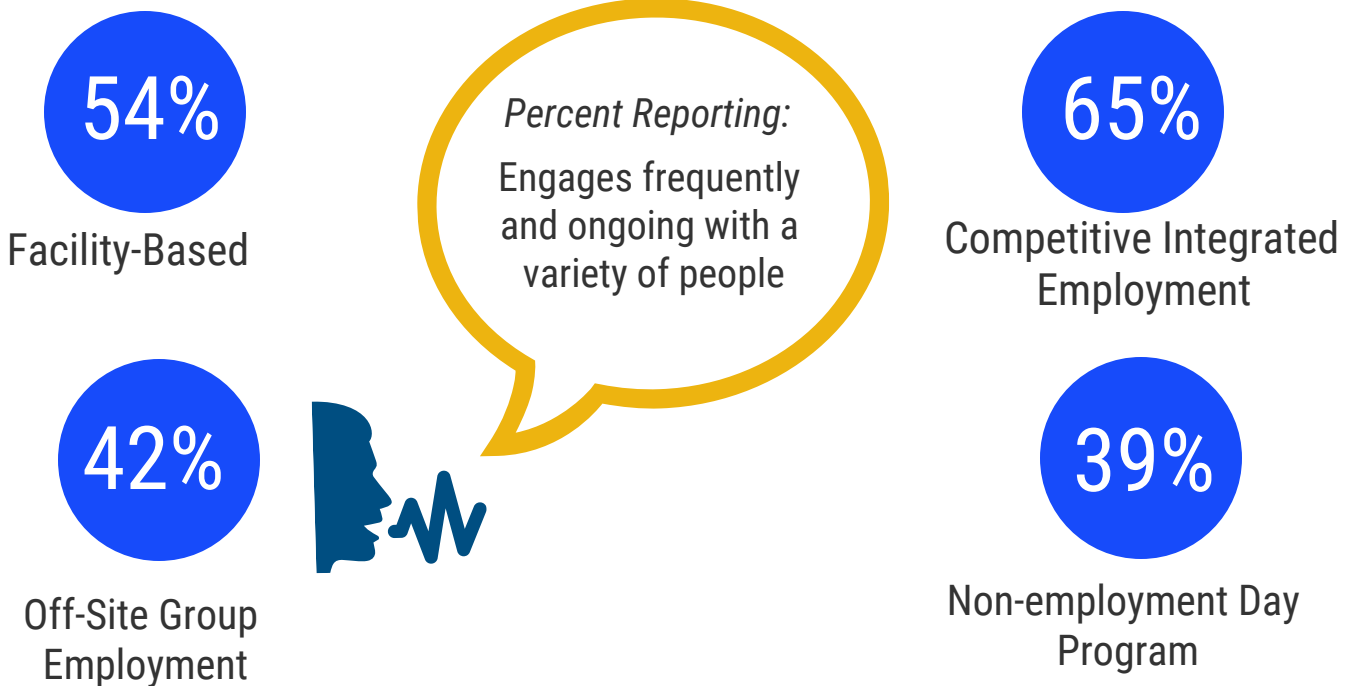 54%
Facility-Based
42%
Off-Site Group
Employment
Percent Reporting:
Engages frequently
and ongoing with a
variety of people
65%
Competitive Integrated
Employment
39%
Non-employment Day
Program